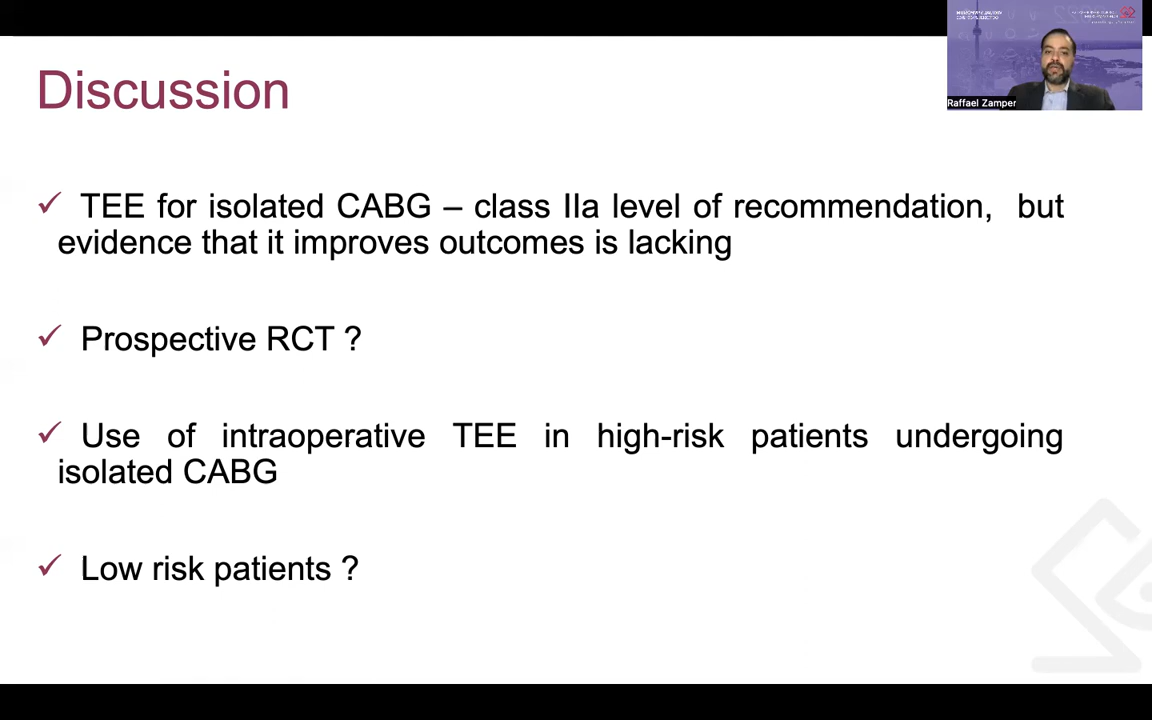 Discussion
Raffael Zamper
✓ TEE for isolated CABG – class IIa level of recommendation, but
evidence that it improves outcomes is lacking
✓ Prospective RCT ?
✓ Use of intraoperative TEE in high-risk patients undergoing
isolated CABG
✓ Low risk patients ?